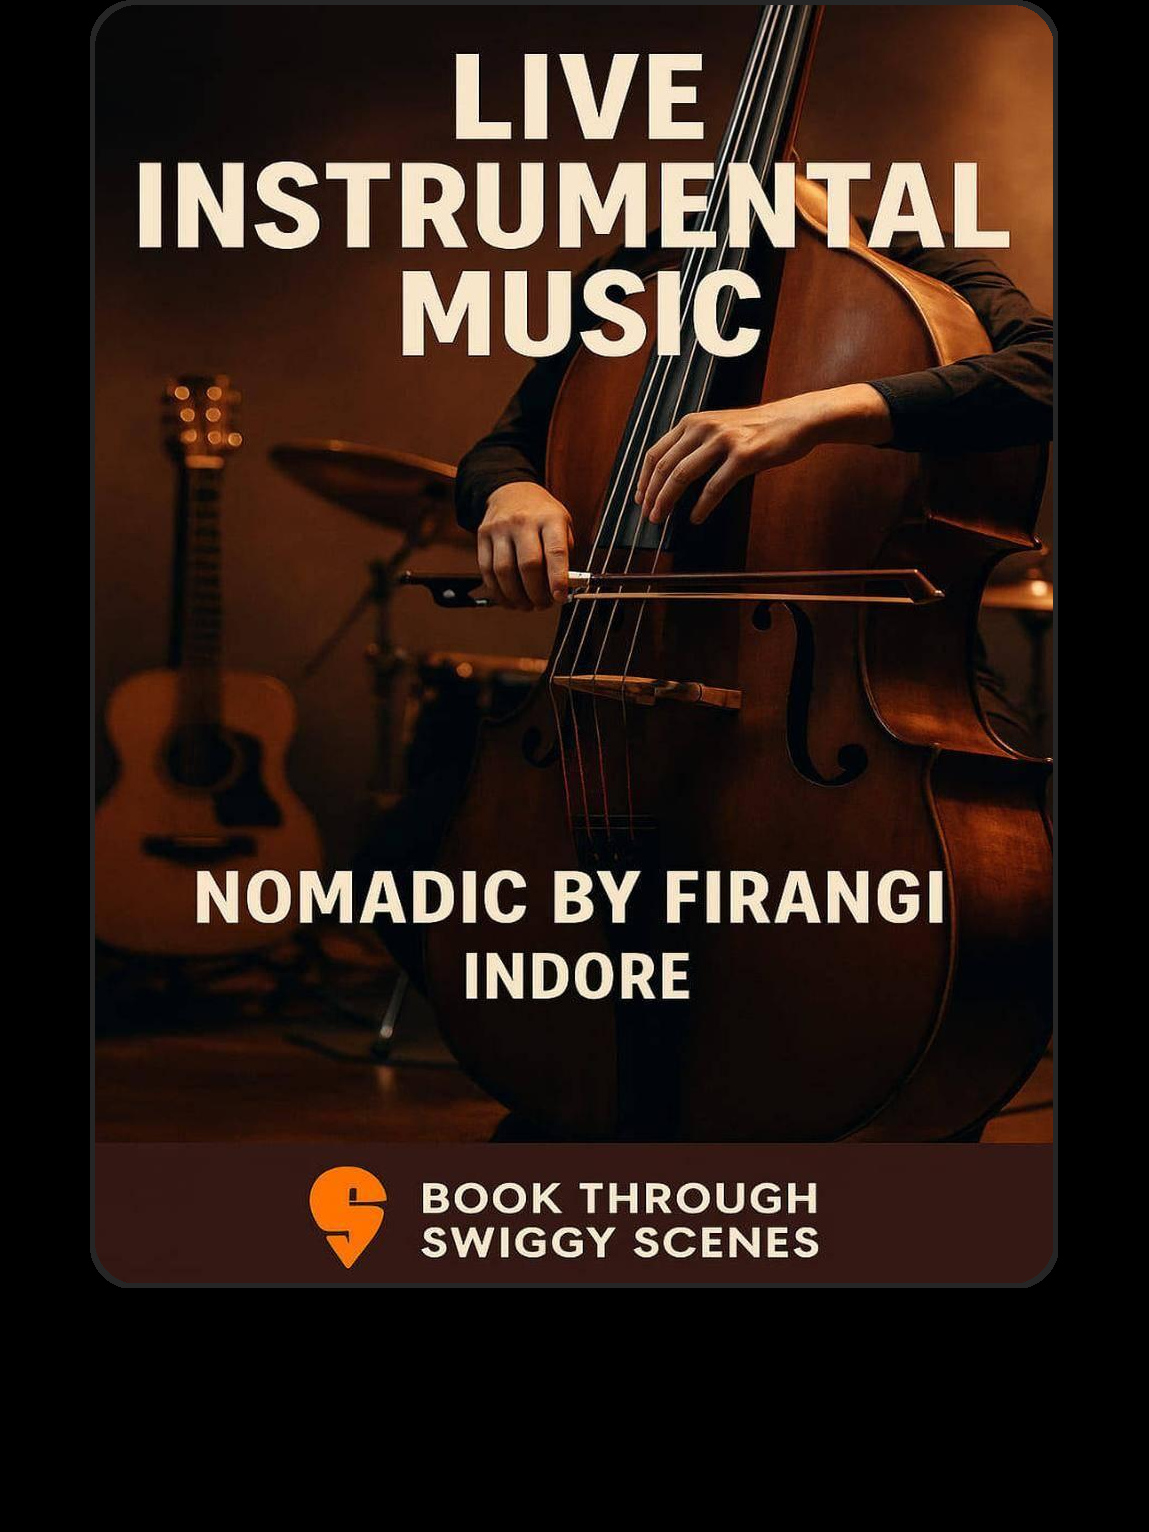 LIVE
INSTRUMENTAL
MUSIC
NOMADIC BY FIRANGI
INDORE
BOOK THROUGH
SWIGGY SCENES